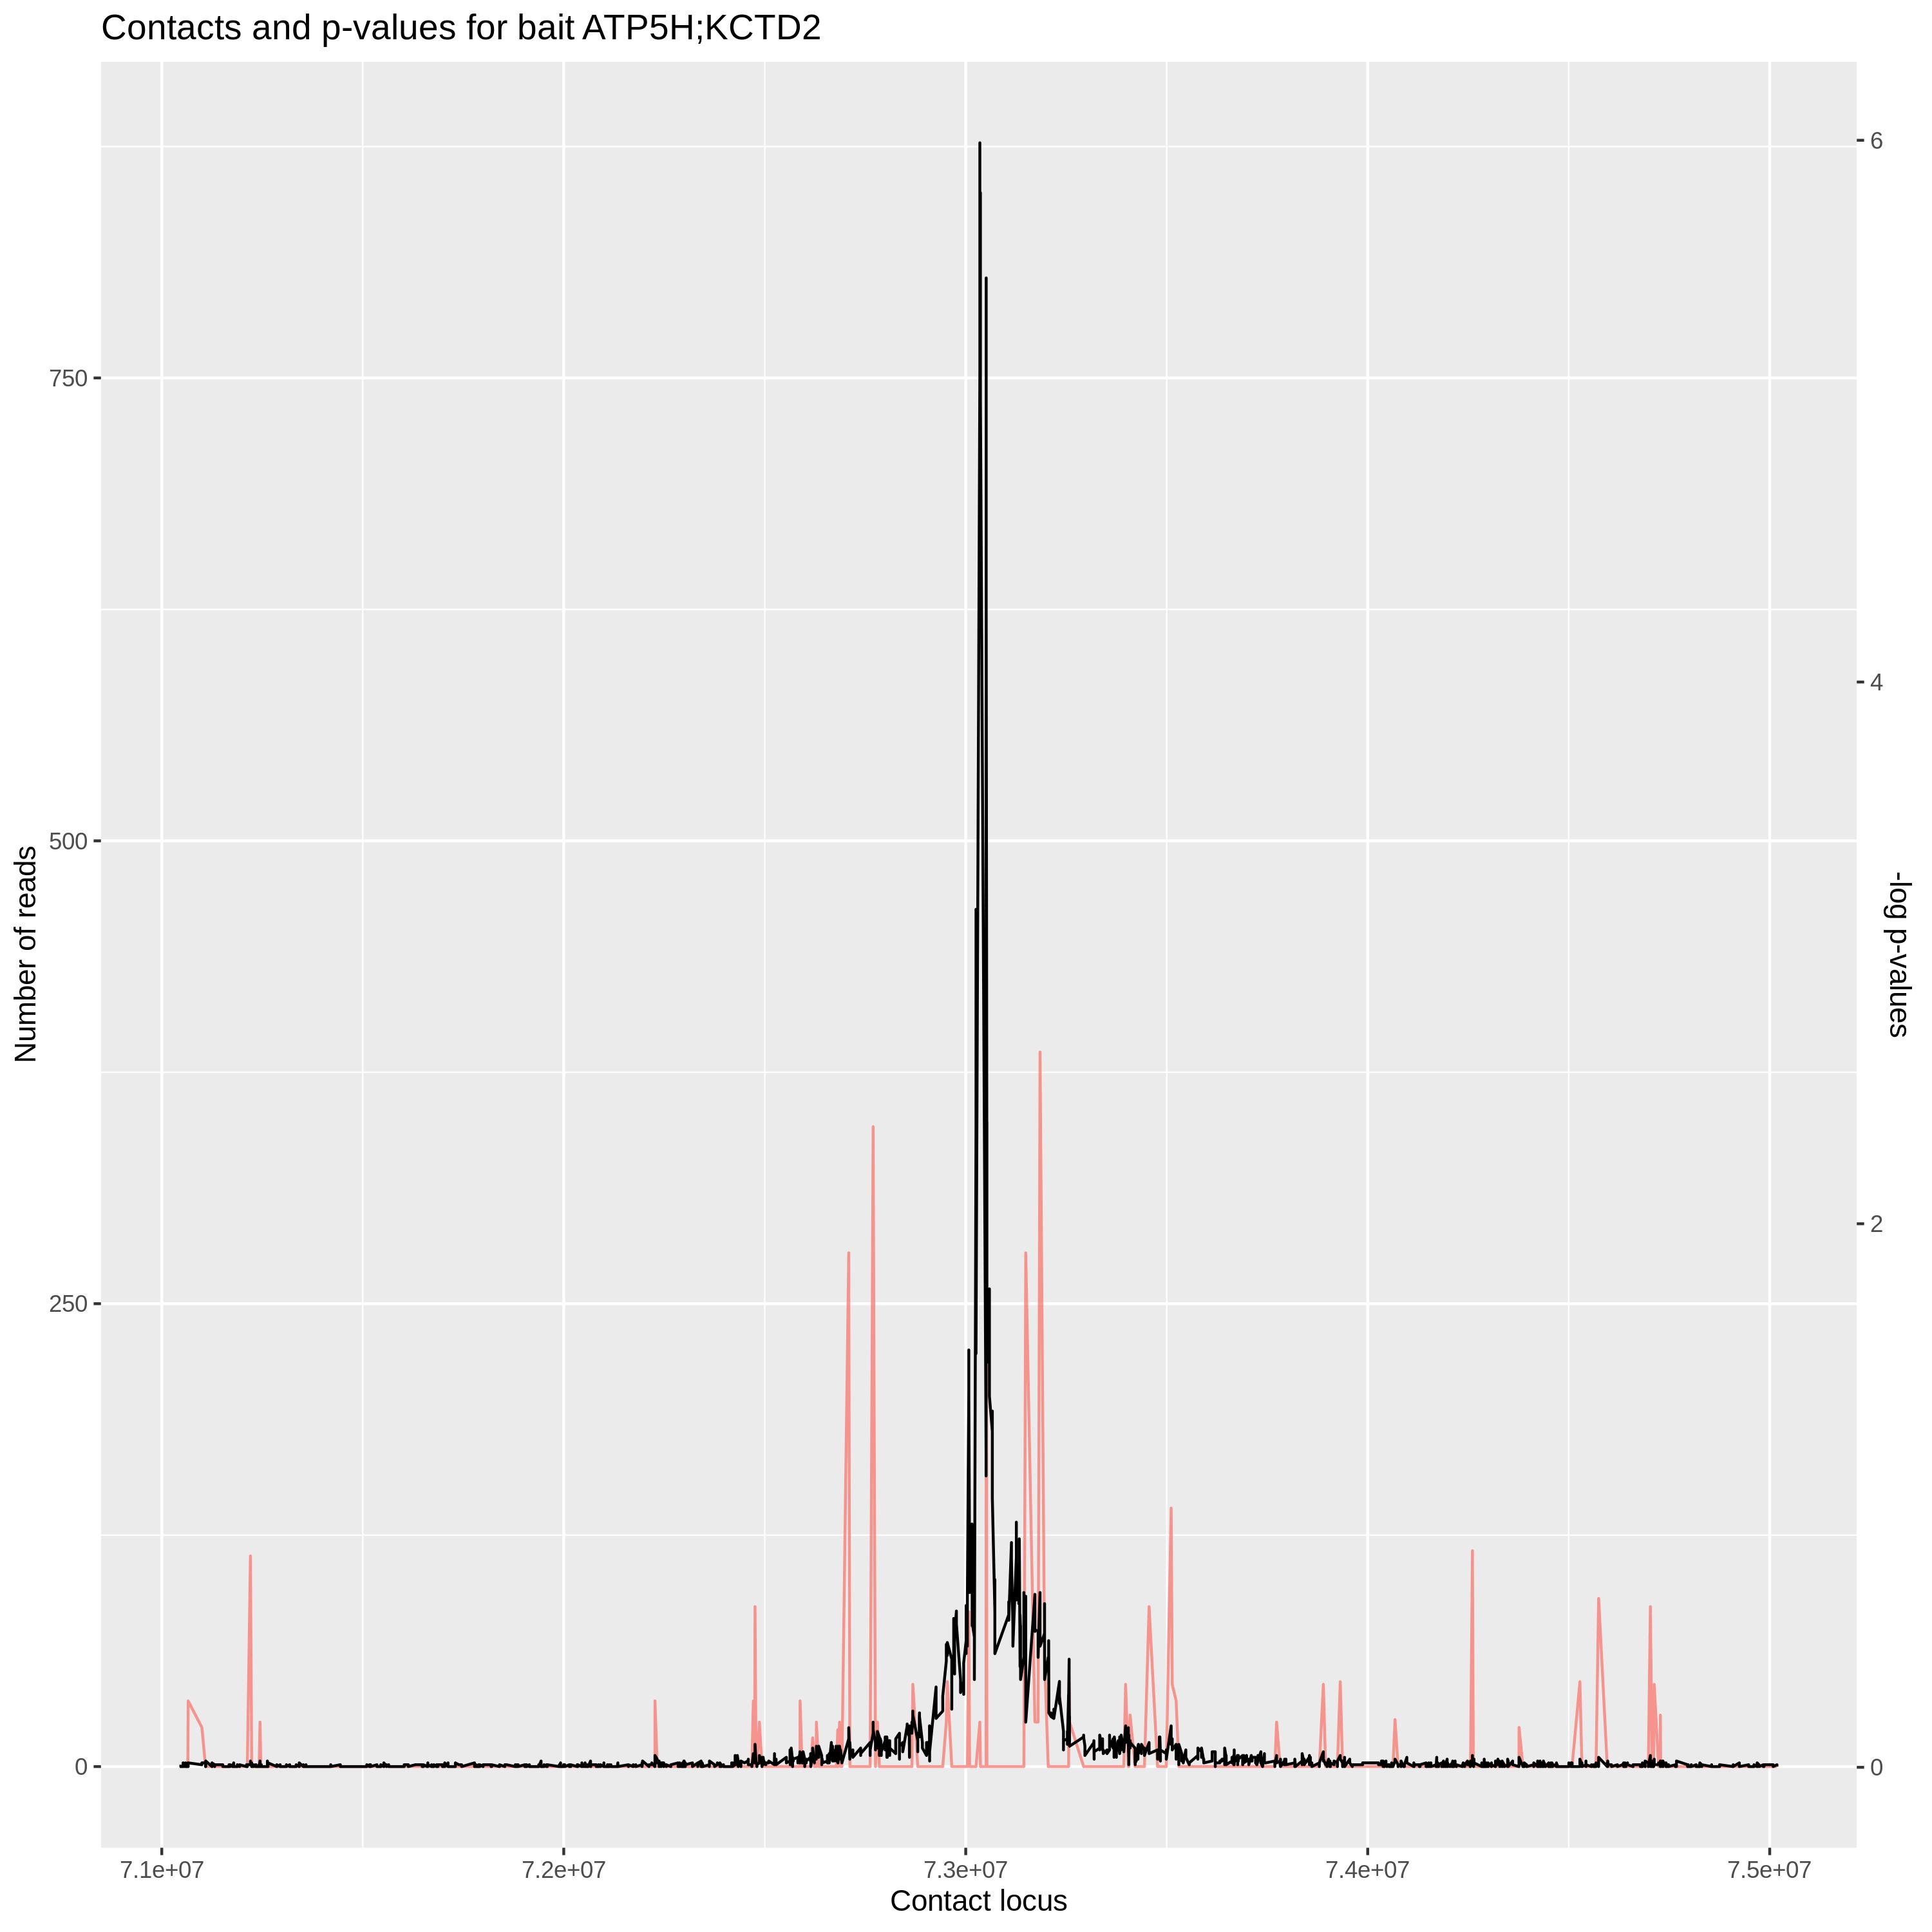 Contacts and p-values for bait ATP5H;KCTD2
Number of reads
750
500
250
0
6
4
2
0
-log p-values
7.1e+07 7.2e+07 7.3e+07 7.4e+07 7.5e+07
Contact locus